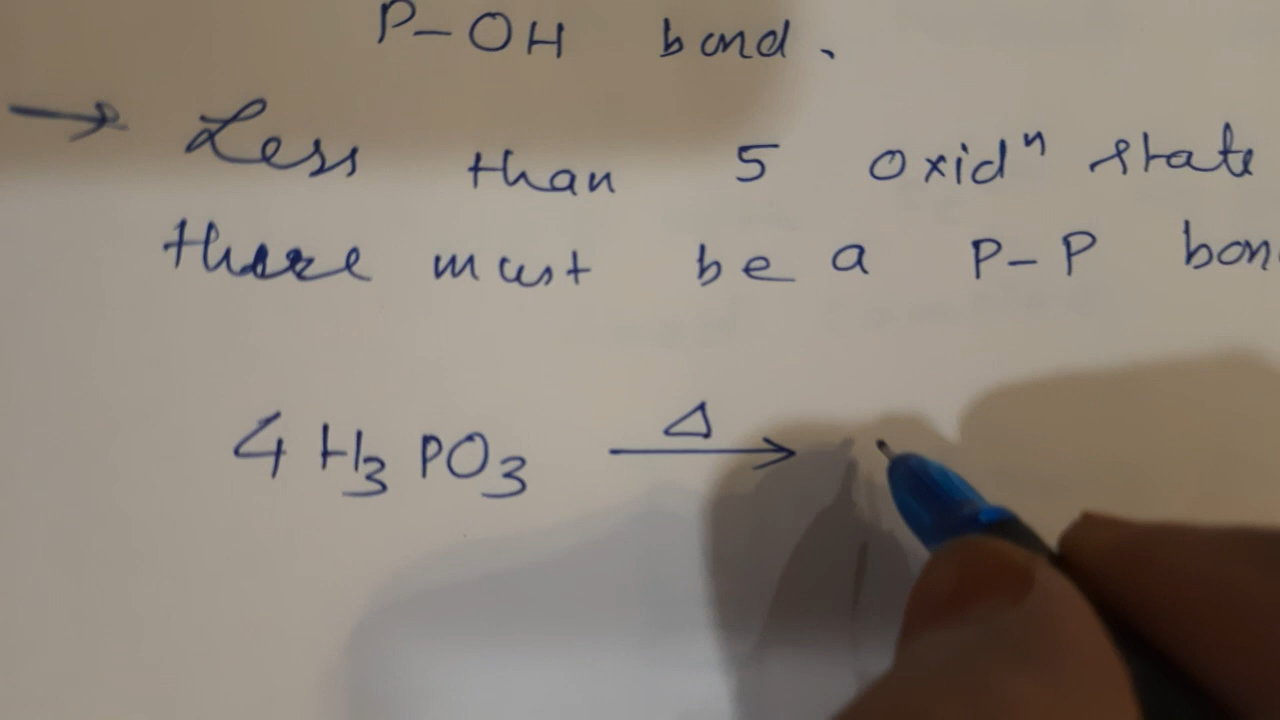 P-OH bond.
→ Less than 5 oxidⁿ state
there must be a P-P bon
4 H₃PO₃ —Δ→